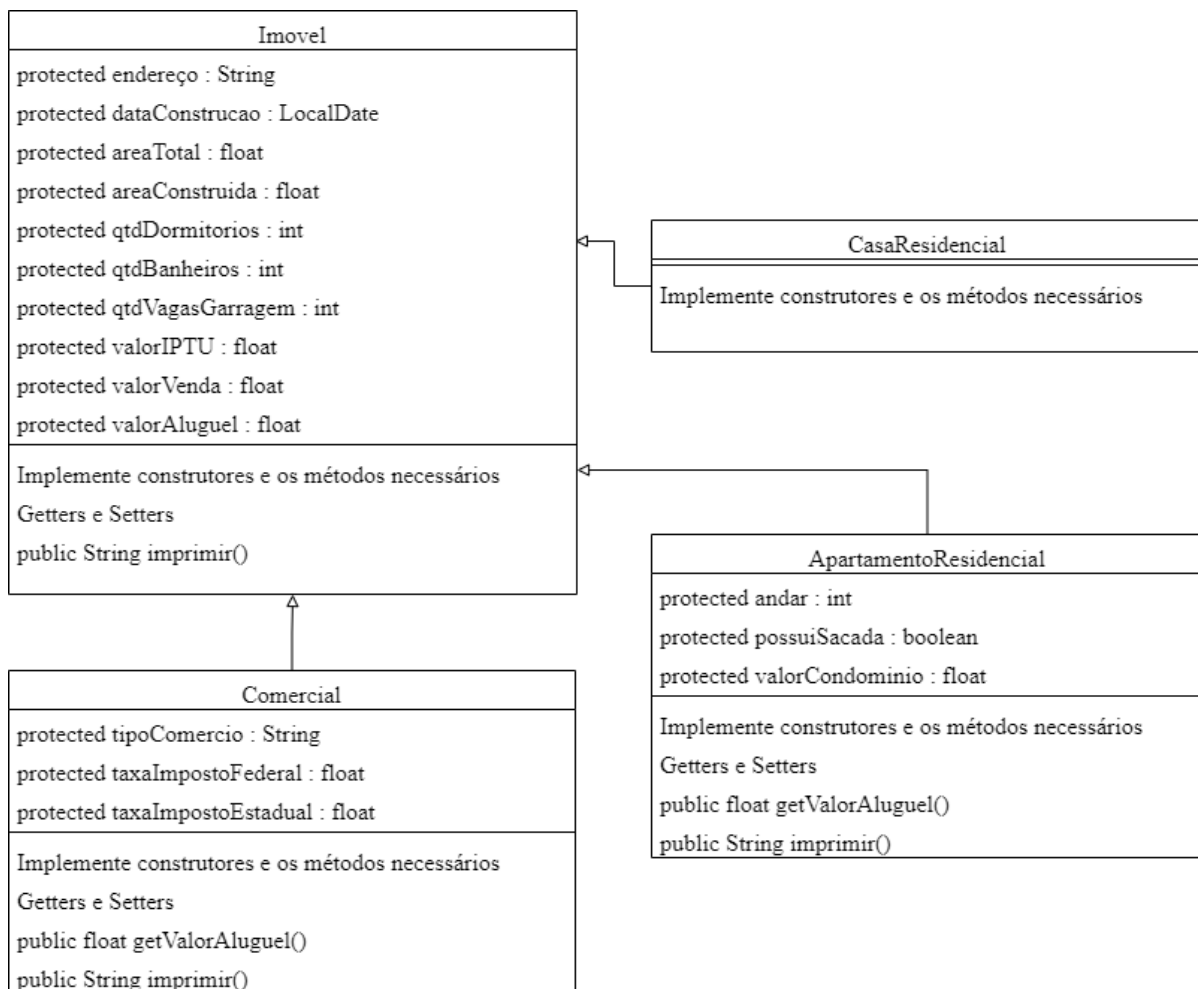 Imovel
protected endereço : String
protected dataConstrucao : LocalDate
protected areaTotal : float
protected areaConstruida : float
protected qtdDormitorios : int
protected qtdBanheiros : int
protected qtdVagasGarragem : int
protected valorIPTU : float
protected valorVenda : float
protected valorAluguel : float
Implemente construtores e os métodos necessários
Getters e Setters
public String imprimir()
CasaResidencial
Implemente construtores e os métodos necessários
ApartamentoResidencial
protected andar : int
protected possuiSacada : boolean
protected valorCondominio : float
Implemente construtores e os métodos necessários
Getters e Setters
public float getValorAluguel()
public String imprimir()
Comercial
protected tipoComercio : String
protected taxaImpostoFederal : float
protected taxaImpostoEstadual : float
Implemente construtores e os métodos necessários
Getters e Setters
public float getValorAluguel()
public String imprimir()